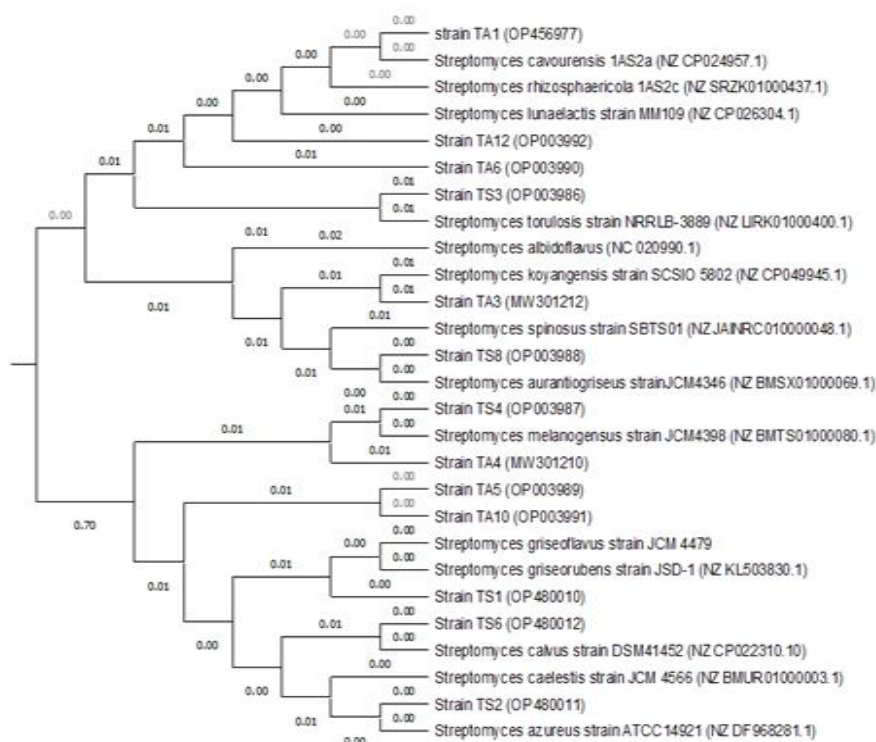 0.00
strain TA1 (OP456977)
0.00
0.00
0.00
Streptomyces cavourensis 1AS2a (NZ CP024957.1)
0.00
0.00
Streptomyces rhizosphaericola 1AS2c (NZ SRZK01000437.1)
0.00
0.00
Streptomyces lunaelactis strain MM109 (NZ CP026304.1)
0.01
0.00
Strain TA12 (OP003992)
0.01
0.01
Strain TA6 (OP003990)
0.01
Strain TS3 (OP003986)
0.00
0.01
Streptomyces torulosis strain NRRLB-3889 (NZ LIRK01000400.1)
0.01
0.02
Streptomyces albidoflavus (NC 020990.1)
0.01
0.01
Streptomyces koyangensis strain SCSIO 5802 (NZ CP049945.1)
0.01
Strain TA3 (MW301212)
0.01
0.01
Streptomyces spinosus strain SBTS01 (NZ JAINRC010000048.1)
0.01
0.00
Strain TS8 (OP003988)
0.01
0.00
Streptomyces aurantiogriseus strainJCM4346 (NZ BMSX01000069.1)
0.00
0.00
0.01
Strain TS4 (OP003987)
0.01
0.00
Streptomyces melanogensus strain JCM4398 (NZ BMTS01000080.1)
0.01
Strain TA4 (MW301210)
0.00
0.01
Strain TA5 (OP003989)
0.00
0.70
Strain TA10 (OP003991)
0.00
0.00
Streptomyces griseoflavus strain JCM 4479
0.00
0.01
Streptomyces griseorubens strain JSD-1 (NZ KL503830.1)
0.01
0.00
Strain TS1 (OP480010)
0.00
0.01
Strain TS6 (OP480012)
0.00
0.00
Streptomyces calvus strain DSM41452 (NZ CP022310.10)
0.00
Streptomyces caelestis strain JCM 4566 (NZ BMUR01000003.1)
0.00
0.00
Strain TS2 (OP480011)
0.01
0.00
Streptomyces azureus strain ATCC14921 (NZ DF968281.1)
0.00